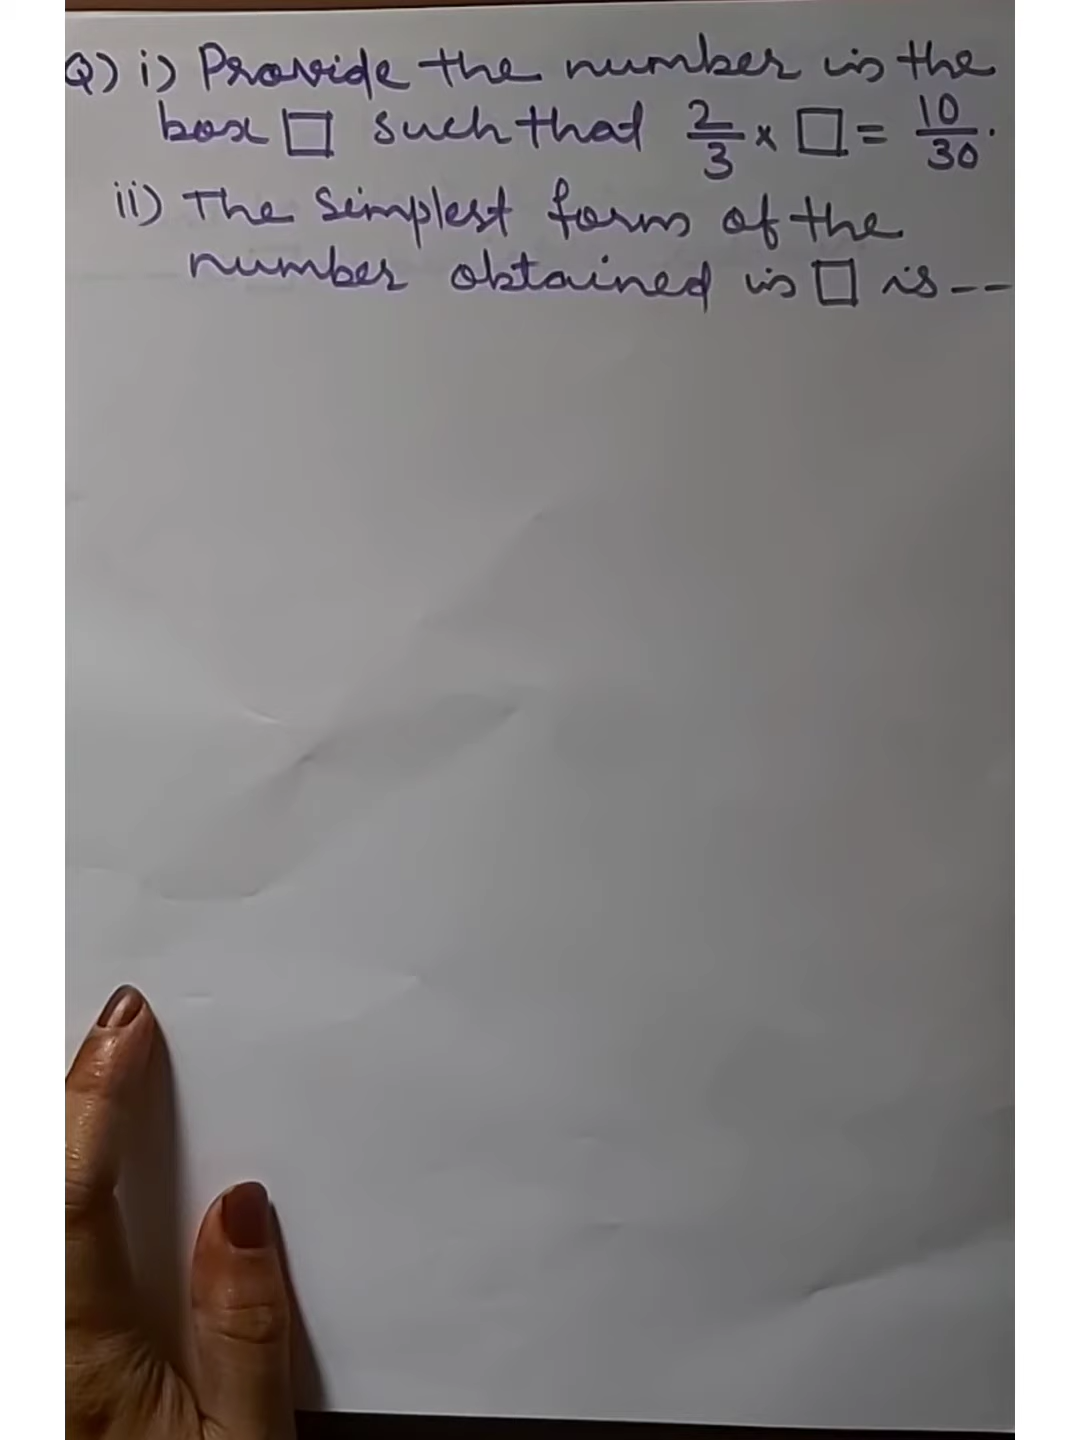 Q) i) Provide the number in the
box □ such that 2/3 x □ = 10/30.
ii) The simplest form of the
number obtained in □ is --